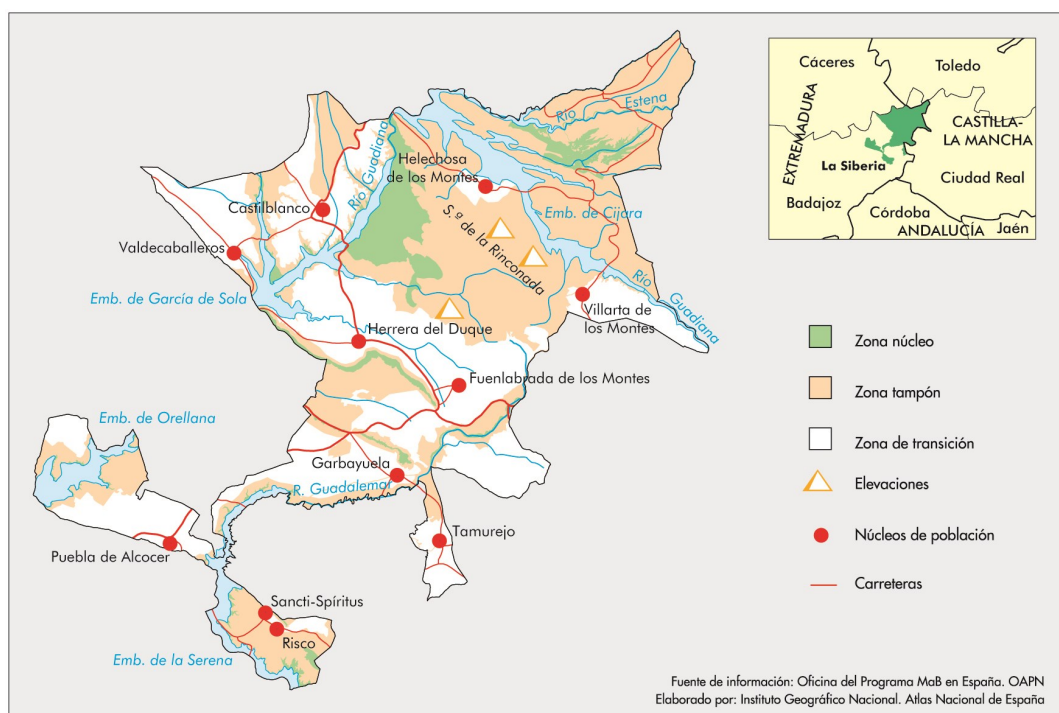 Río
Estena
Río Guadiana
Helechosa
de los Montes
Castilblanco
Emb. de Cijara
S.ª de la Rinconada
Valdecaballeros
Río Guadiana
Emb. de García de Sola
Villarta de
los Montes
Herrera del Duque
Fuenlabrada de los Montes
Emb. de Orellana
Garbayuela
R. Guadalemar
Tamurejo
Puebla de Alcocer
Sancti-Spíritus
Risco
Emb. de la Serena
Cáceres
Toledo
EXTREMADURA
CASTILLA-
LA MANCHA
La Siberia
Ciudad Real
Badajoz
Córdoba
ANDALUCÍA
Jaén
Zona núcleo
Zona tampón
Zona de transición
Elevaciones
Núcleos de población
Carreteras
Fuente de información: Oficina del Programa MaB en España. OAPN
Elaborado por: Instituto Geográfico Nacional. Atlas Nacional de España